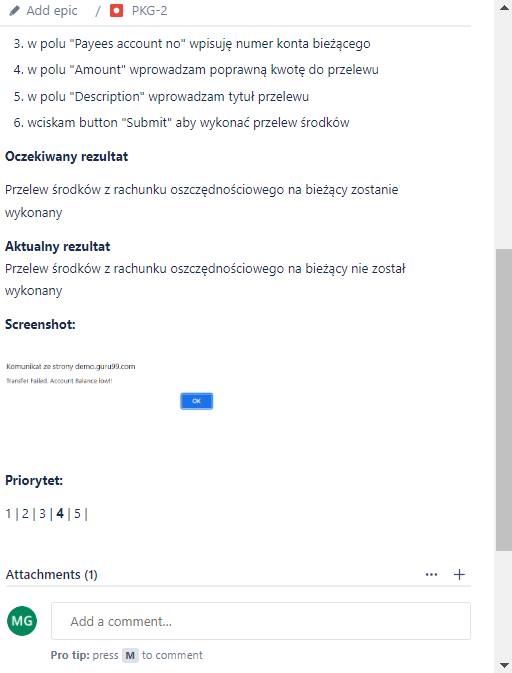 Add epic / PKG-2
3. w polu "Payees account no" wpisuję numer konta bieżącego
4. w polu "Amount" wprowadzam poprawną kwotę do przelewu
5. w polu "Description" wprowadzam tytuł przelewu
6. wciskam button "Submit" aby wykonać przelew środków
Oczekiwany rezultat
Przelew środków z rachunku oszczędnościowego na bieżący zostanie
wykonany
Aktualny rezultat
Przelew środków z rachunku oszczędnościowego na bieżący nie został
wykonany
Screenshot:
Komunikat ze strony demo.guru99.com
Transfer Failed. Account Balance low!!
OK
Priorytet:
1 | 2 | 3 | 4 | 5 |
Attachments (1)
MG
Add a comment...
Pro tip: press M to comment